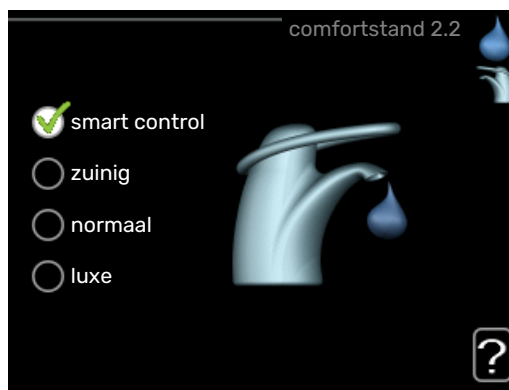 comfortstand 2.2
smart control
zuinig
normaal
luxe
?